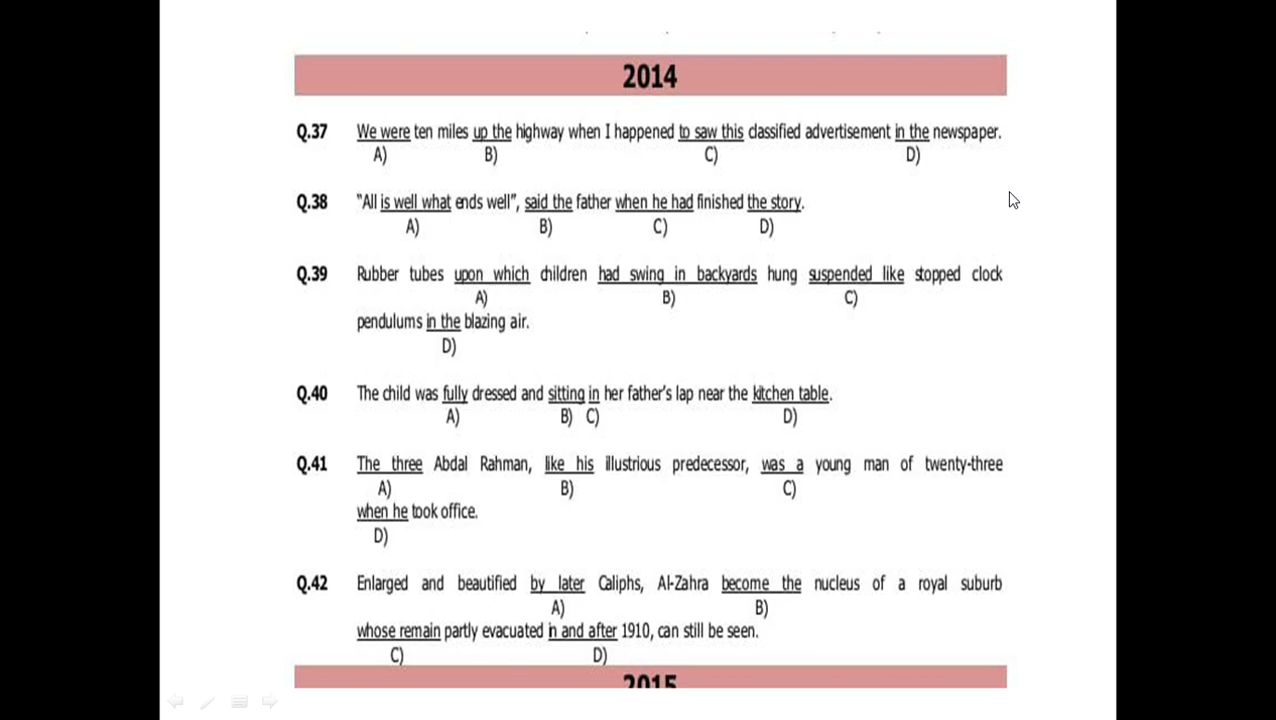 2014
Q.37 We were ten miles up the highway when I happened to saw this classified advertisement in the newspaper.
A) B) C) D)
Q.38 “All is well what ends well”, said the father when he had finished the story.
A) B) C) D)
Q.39 Rubber tubes upon which children had swing in backyards hung suspended like stopped clock
A) B) C)
pendulums in the blazing air.
D)
Q.40 The child was fully dressed and sitting in her father's lap near the kitchen table.
A) B) C) D)
Q.41 The three Abdal Rahman, like his illustrious predecessor, was a young man of twenty-three
A) B) C)
when he took office.
D)
Q.42 Enlarged and beautified by later Caliphs, Al-Zahra become the nucleus of a royal suburb
A) B)
whose remain partly evacuated in and after 1910, can still be seen.
C) D)
2015